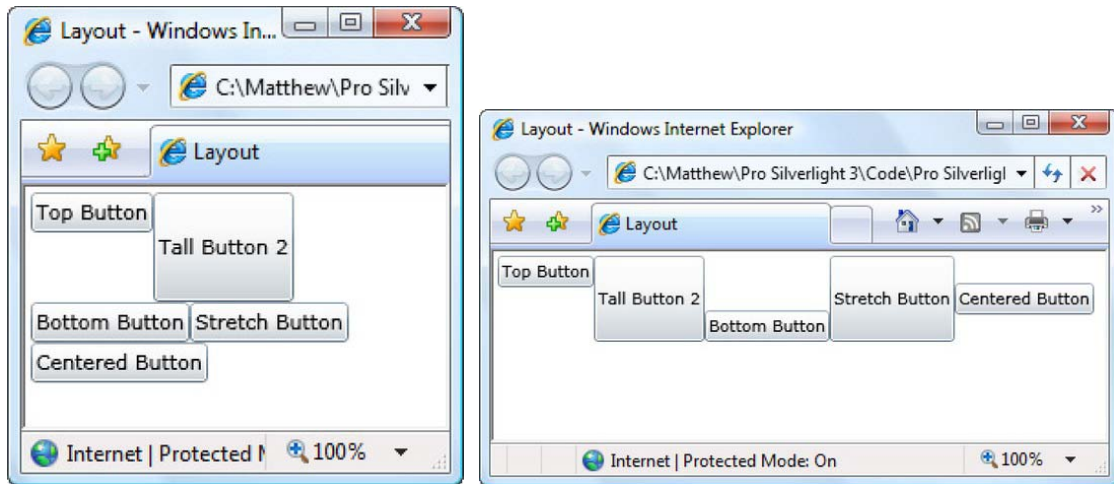 Layout - Windows In...
C:\Matthew\Pro Silv
Layout
Top Button
Tall Button 2
Bottom Button Stretch Button
Centered Button
Internet | Protected M 100%
Layout - Windows Internet Explorer
C:\Matthew\Pro Silverlight 3\Code\Pro Silverligl
Layout
Top Button
Tall Button 2 Stretch Button Centered Button
Bottom Button
Internet | Protected Mode: On 100%